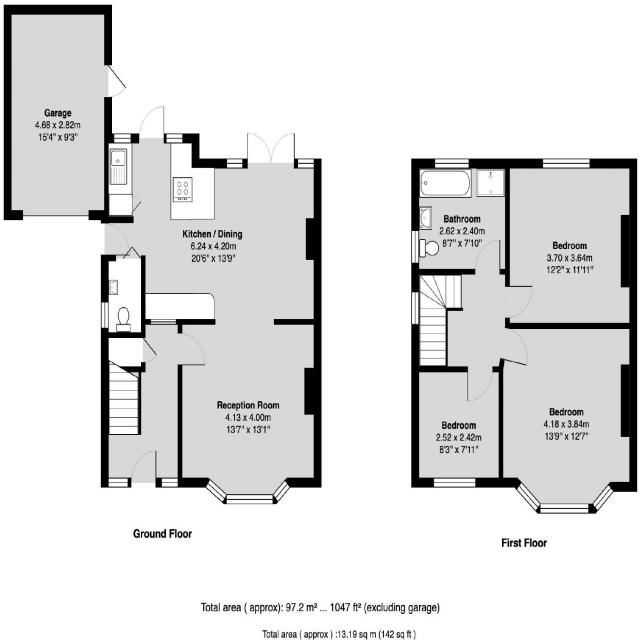 Garage
4.68 x 2.82m
15'4" x 9'3"
Kitchen / Dining
6.24 x 4.20m
20'6" x 13'9"
Reception Room
4.13 x 4.00m
13'7" x 13'1"
Ground Floor
Bathroom
2.62 x 2.40m
8'7" x 7'10"
Bedroom
3.70 x 3.64m
12'2" x 11'11"
Bedroom
2.52 x 2.42m
8'3" x 7'11"
Bedroom
4.18 x 3.84m
13'9" x 12'7"
First Floor
Total area ( approx): 97.2 m² ... 1047 ft² (excluding garage)
Total area ( approx ) :13.19 sq m (142 sq ft )